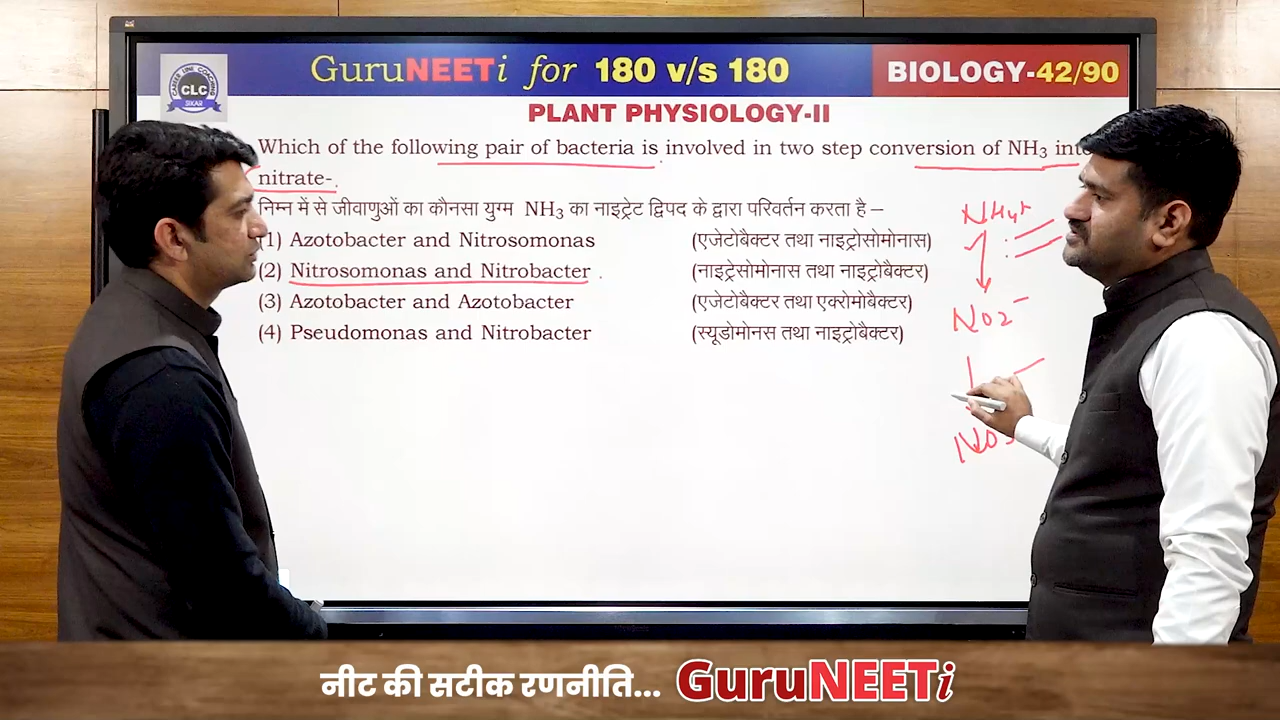 CAREER LINE COACHING
CLC
SIKAR
GuruNEETi for 180 v/s 180
BIOLOGY-42/90
PLANT PHYSIOLOGY-II
Which of the following pair of bacteria is involved in two step conversion of NH₃ into
nitrate-
निम्न में से जीवाणुओं का कौनसा युग्म NH₃ का नाइट्रेट द्विपद के द्वारा परिवर्तन करता है –
(1) Azotobacter and Nitrosomonas (एजेटोबैक्टर तथा नाइट्रोसोमोनास)
(2) Nitrosomonas and Nitrobacter (नाइट्रेसोमोनास तथा नाइट्रोबैक्टर)
(3) Azotobacter and Azotobacter (एजेटोबैक्टर तथा एक्रोमोबैक्टर)
(4) Pseudomonas and Nitrobacter (स्यूडोमोनस तथा नाइट्रोबैक्टर)
NH₄⁺
NO₂⁻
NO₃
नीट की सटीक रणनीति... GuruNEETi